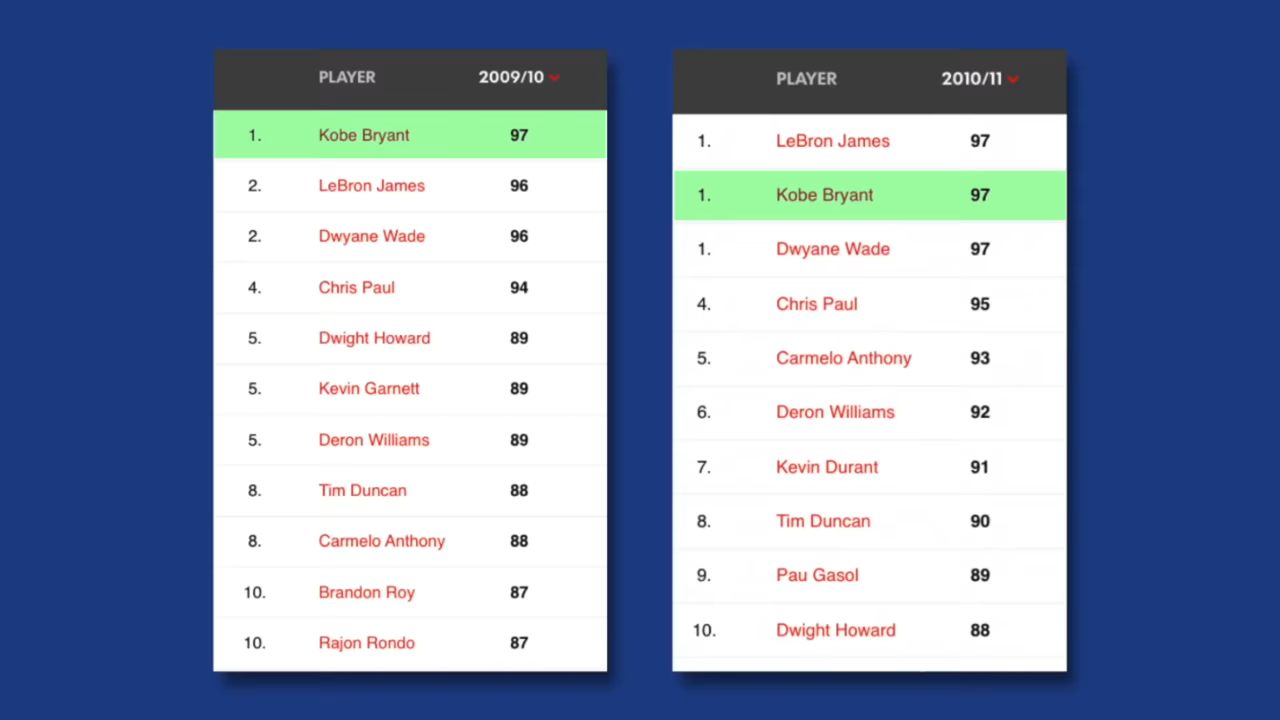 PLAYER 2009/10
1. Kobe Bryant 97
2. LeBron James 96
2. Dwyane Wade 96
4. Chris Paul 94
5. Dwight Howard 89
5. Kevin Garnett 89
5. Deron Williams 89
8. Tim Duncan 88
8. Carmelo Anthony 88
10. Brandon Roy 87
10. Rajon Rondo 87
PLAYER 2010/11
1. LeBron James 97
1. Kobe Bryant 97
1. Dwyane Wade 97
4. Chris Paul 95
5. Carmelo Anthony 93
6. Deron Williams 92
7. Kevin Durant 91
8. Tim Duncan 90
9. Pau Gasol 89
10. Dwight Howard 88